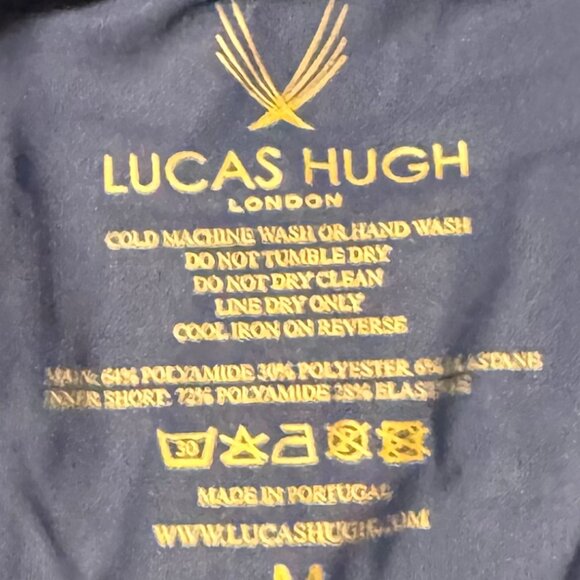 LUCAS HUGH
LONDON
COLD MACHINE WASH OR HAND WASH
DO NOT TUMBLE DRY
DO NOT DRY CLEAN
LINE DRY ONLY
COOL IRON ON REVERSE
MAIN: 64% POLYAMIDE 30% POLYESTER 6% ELASTANE
INNER SHORT: 72% POLYAMIDE 28% ELASTANE
30
MADE IN PORTUGAL
WWW.LUCASHUGH.COM
M